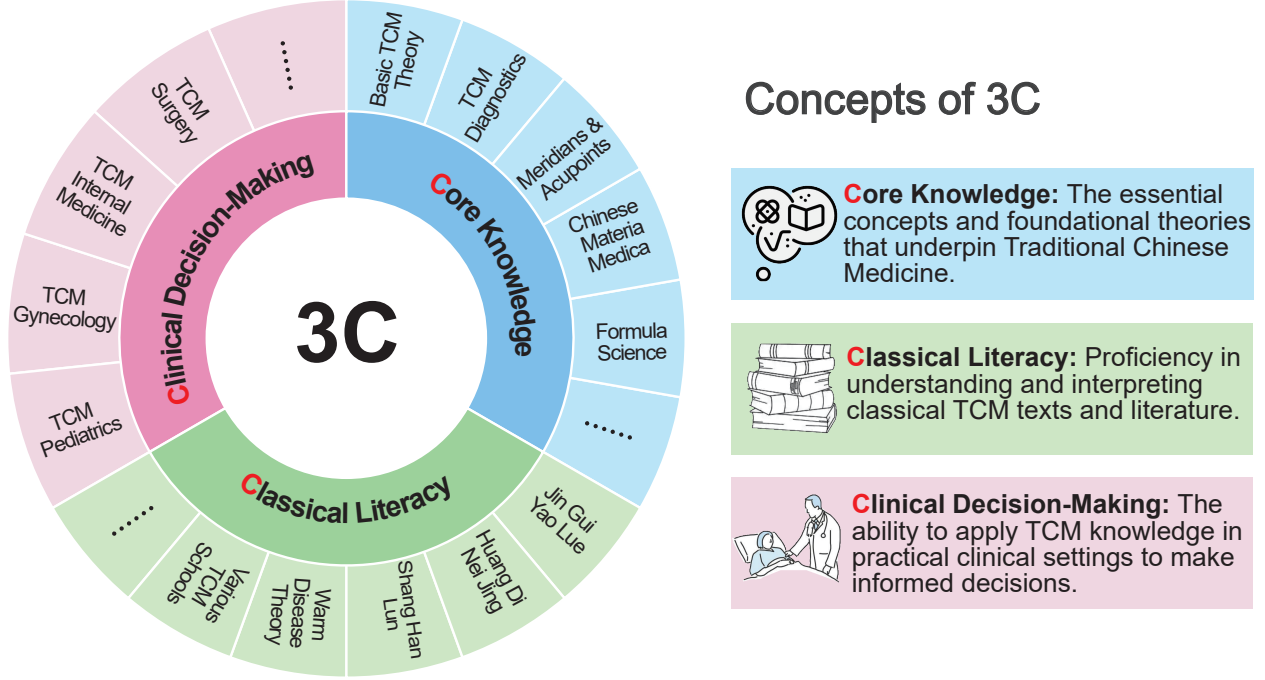 3C
Core Knowledge
Basic TCM
Theory
TCM
Diagnostics
Meridians &
Acupoints
Chinese
Materia
Medica
Formula
Science
......
Classical Literacy
Jin Gui
Yao Lue
Huang Di
Nei Jing
Shang Han
Lun
Warm
Disease
Theory
Various
TCM
Schools
......
Clinical Decision-Making
TCM
Pediatrics
TCM
Gynecology
TCM
Internal
Medicine
TCM
Surgery
......
Concepts of 3C
Core Knowledge: The essential
concepts and foundational theories
that underpin Traditional Chinese
Medicine.
Classical Literacy: Proficiency in
understanding and interpreting
classical TCM texts and literature.
Clinical Decision-Making: The
ability to apply TCM knowledge in
practical clinical settings to make
informed decisions.